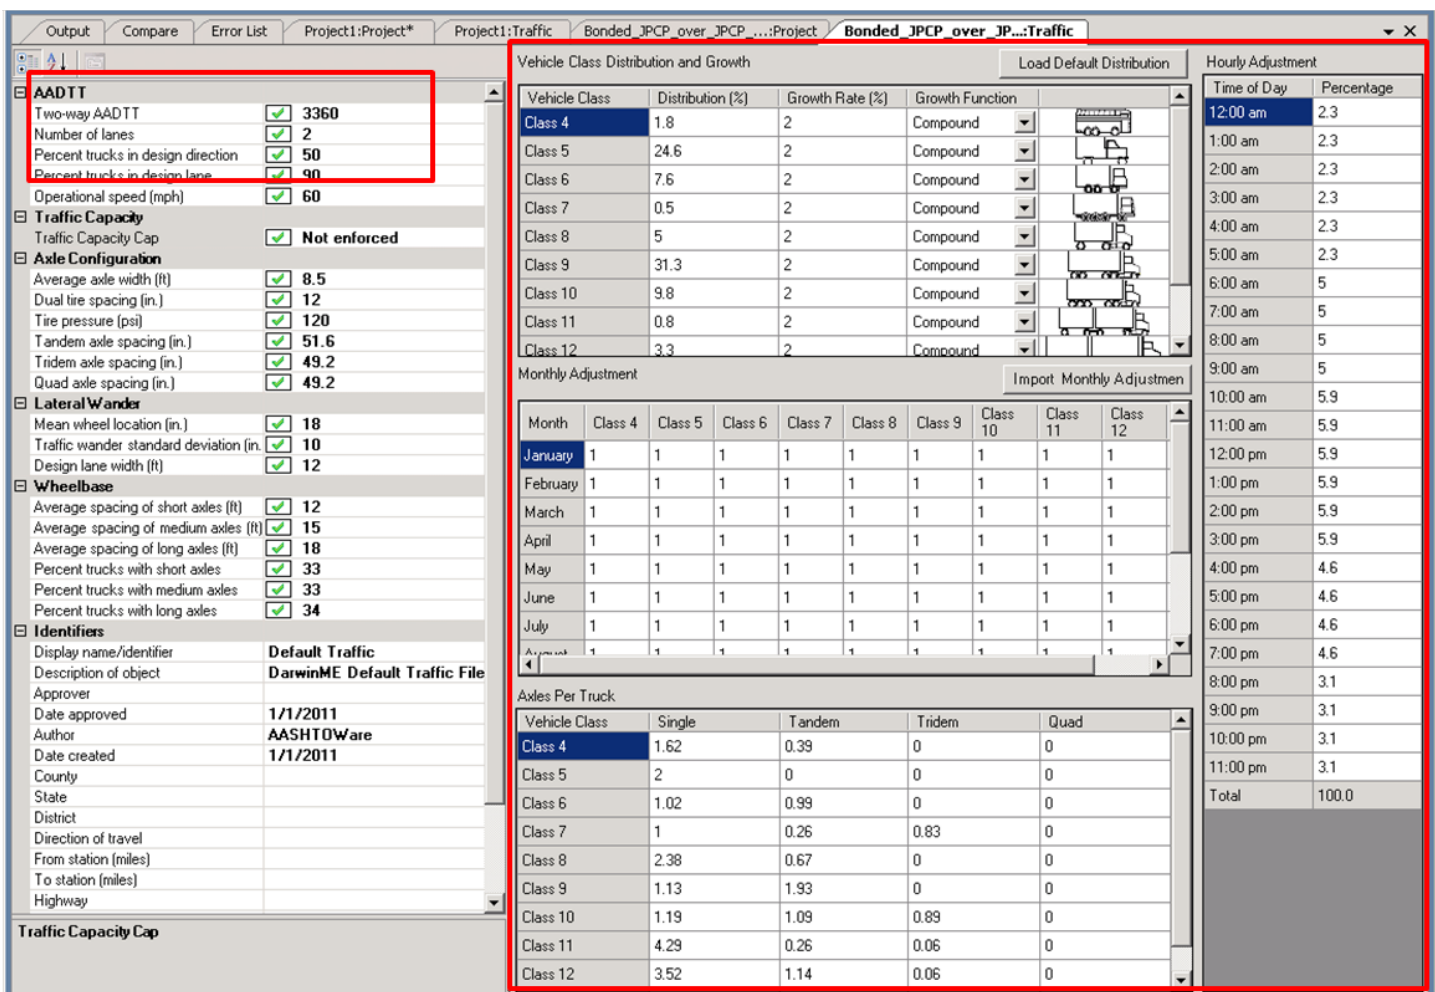 Output Compare Error List Project1:Project* Project1:Traffic Bonded_JPCP_over_JPCP_...:Project Bonded_JPCP_over_JP...:Traffic
AADTT
Two-way AADTT 3360
Number of lanes 2
Percent trucks in design direction 50
Percent trucks in design lane 90
Operational speed (mph) 60
Traffic Capacity
Traffic Capacity Cap Not enforced
Axle Configuration
Average axle width (ft) 8.5
Dual tire spacing (in.) 12
Tire pressure (psi) 120
Tandem axle spacing (in.) 51.6
Tridem axle spacing (in.) 49.2
Quad axle spacing (in.) 49.2
Lateral Wander
Mean wheel location (in.) 18
Traffic wander standard deviation (in. 10
Design lane width (ft) 12
Wheelbase
Average spacing of short axles (ft) 12
Average spacing of medium axles (ft) 15
Average spacing of long axles (ft) 18
Percent trucks with short axles 33
Percent trucks with medium axles 33
Percent trucks with long axles 34
Identifiers
Display name/identifier Default Traffic
Description of object DarwinME Default Traffic File
Approver
Date approved 1/1/2011
Author AASHTOWare
Date created 1/1/2011
County
State
District
Direction of travel
From station (miles)
To station (miles)
Highway
Traffic Capacity Cap
Vehicle Class Distribution and Growth Load Default Distribution
Vehicle Class Distribution (%) Growth Rate (%) Growth Function
Class 4 1.8 2 Compound
Class 5 24.6 2 Compound
Class 6 7.6 2 Compound
Class 7 0.5 2 Compound
Class 8 5 2 Compound
Class 9 31.3 2 Compound
Class 10 9.8 2 Compound
Class 11 0.8 2 Compound
Class 12 3.3 2 Compound
Monthly Adjustment Import Monthly Adjustmen
Month Class 4 Class 5 Class 6 Class 7 Class 8 Class 9 Class 10 Class 11 Class 12
January 1 1 1 1 1 1 1 1 1
February 1 1 1 1 1 1 1 1 1
March 1 1 1 1 1 1 1 1 1
April 1 1 1 1 1 1 1 1 1
May 1 1 1 1 1 1 1 1 1
June 1 1 1 1 1 1 1 1 1
July 1 1 1 1 1 1 1 1 1
August 1 1 1 1 1 1 1 1 1
Axles Per Truck
Vehicle Class Single Tandem Tridem Quad
Class 4 1.62 0.39 0 0
Class 5 2 0 0 0
Class 6 1.02 0.99 0 0
Class 7 1 0.26 0.83 0
Class 8 2.38 0.67 0 0
Class 9 1.13 1.93 0 0
Class 10 1.19 1.09 0.89 0
Class 11 4.29 0.26 0.06 0
Class 12 3.52 1.14 0.06 0
Hourly Adjustment
Time of Day Percentage
12:00 am 2.3
1:00 am 2.3
2:00 am 2.3
3:00 am 2.3
4:00 am 2.3
5:00 am 2.3
6:00 am 5
7:00 am 5
8:00 am 5
9:00 am 5
10:00 am 5.9
11:00 am 5.9
12:00 pm 5.9
1:00 pm 5.9
2:00 pm 5.9
3:00 pm 5.9
4:00 pm 4.6
5:00 pm 4.6
6:00 pm 4.6
7:00 pm 4.6
8:00 pm 3.1
9:00 pm 3.1
10:00 pm 3.1
11:00 pm 3.1
Total 100.0